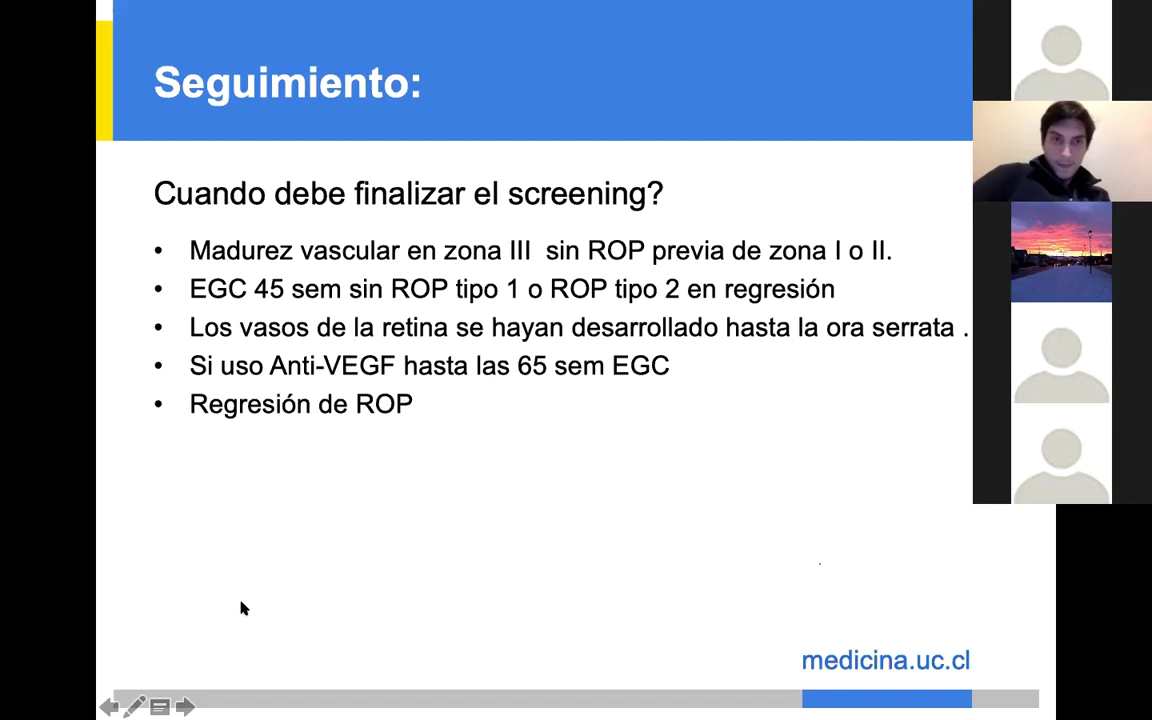 Seguimiento:
Cuando debe finalizar el screening?
• Madurez vascular en zona III  sin ROP previa de zona I o II.
• EGC 45 sem sin ROP tipo 1 o ROP tipo 2 en regresión
• Los vasos de la retina se hayan desarrollado hasta la ora serrata .
• Si uso Anti-VEGF hasta las 65 sem EGC
• Regresión de ROP
medicina.uc.cl